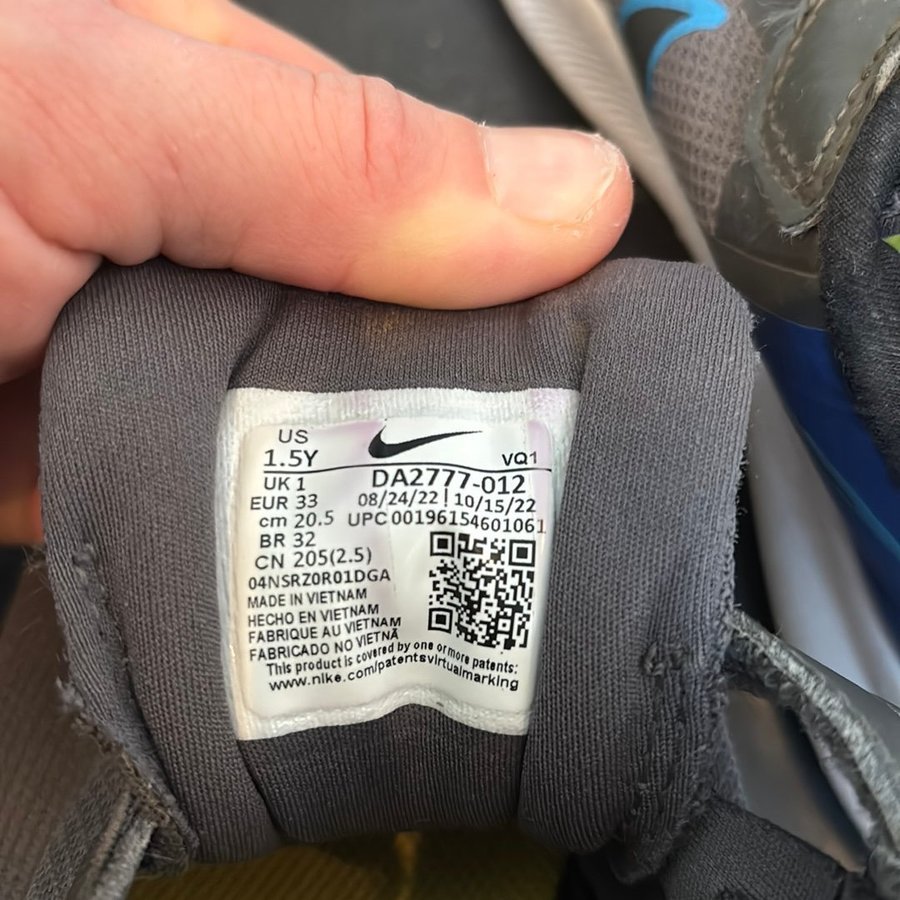 US
1.5Y
VQ1
UK 1
DA2777-012
EUR 33
08/24/22 | 10/15/22
cm 20.5
UPC 00196154601061
BR 32
CN 205(2.5)
04NSRZ0R01DGA
MADE IN VIETNAM
HECHO EN VIETNAM
FABRIQUE AU VIETNAM
FABRICADO NO VIETNÃ
This product is covered by one or more patents:
www.nike.com/patentsvirtualmarking